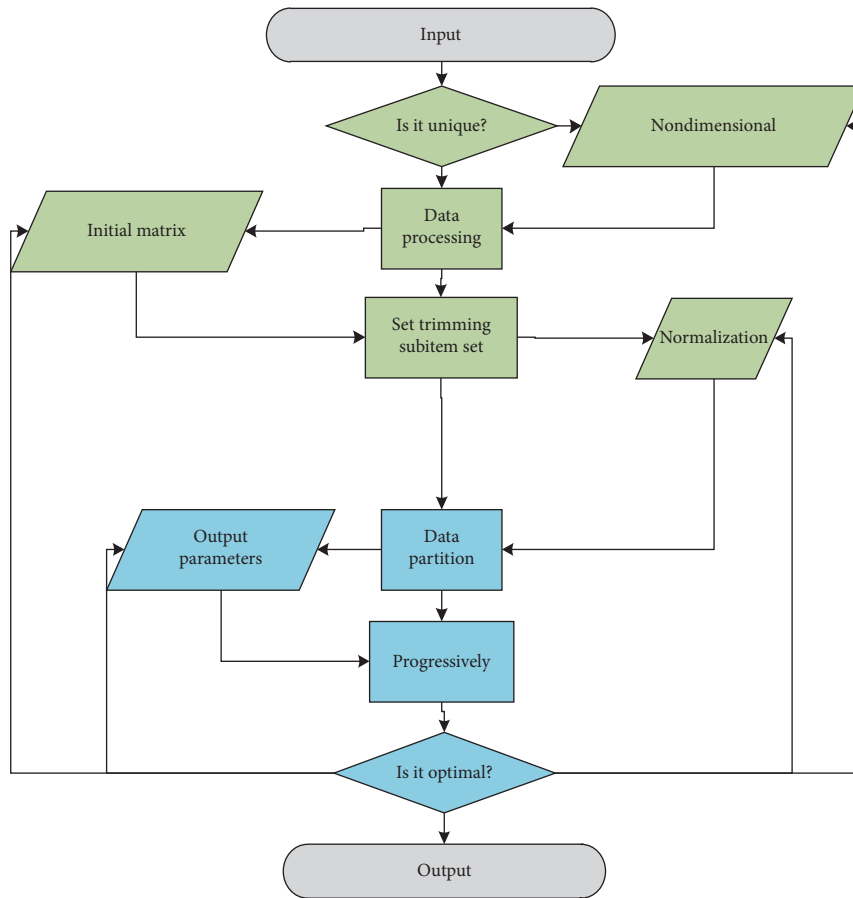 Input
Is it unique?
Nondimensional
Initial matrix
Data
processing
Set trimming
subitem set
Normalization
Output
parameters
Data
partition
Progressively
Is it optimal?
Output